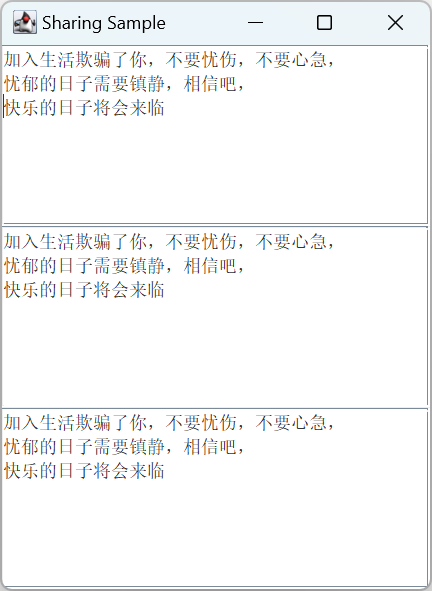 Sharing Sample
加入生活欺骗了你，不要忧伤，不要心急，
忧郁的日子需要镇静，相信吧，
快乐的日子将会来临
加入生活欺骗了你，不要忧伤，不要心急，
忧郁的日子需要镇静，相信吧，
快乐的日子将会来临
加入生活欺骗了你，不要忧伤，不要心急，
忧郁的日子需要镇静，相信吧，
快乐的日子将会来临